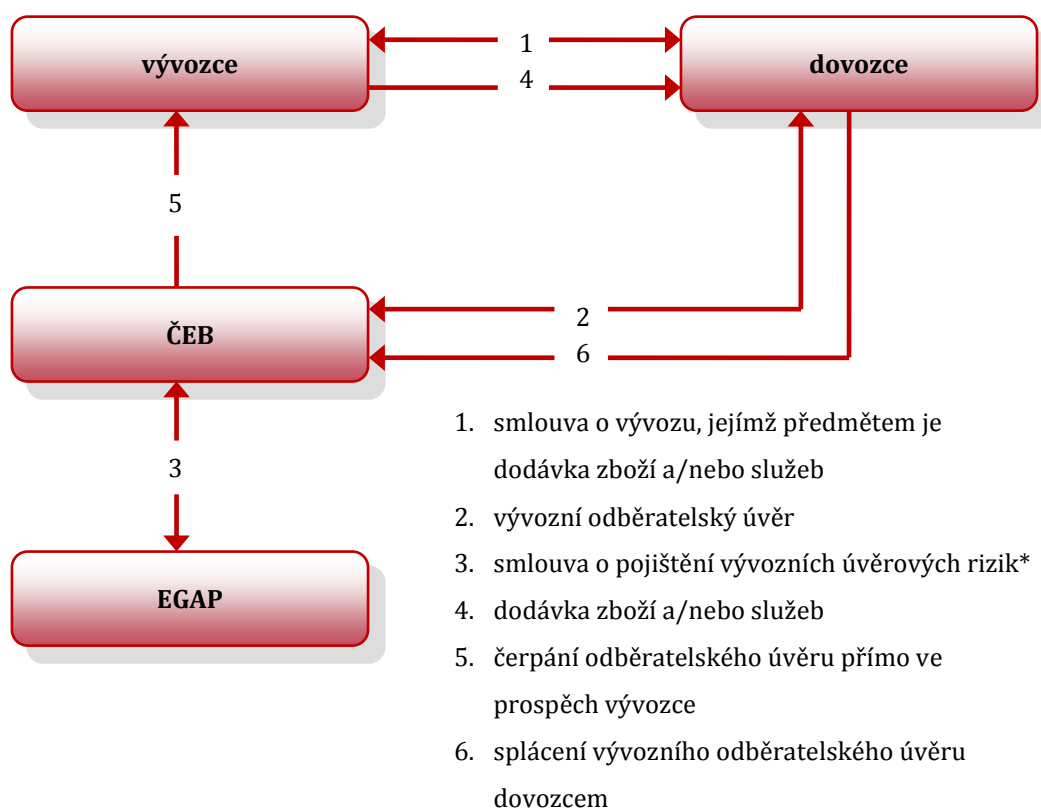 vývozce
1
dovozce
4
5
ČEB
2
6
3
EGAP
1. smlouva o vývozu, jejímž předmětem je
dodávka zboží a/nebo služeb
2. vývozní odběratelský úvěr
3. smlouva o pojištění vývozních úvěrových rizik*
4. dodávka zboží a/nebo služeb
5. čerpání odběratelského úvěru přímo ve
prospěch vývozce
6. splácení vývozního odběratelského úvěru
dovozcem